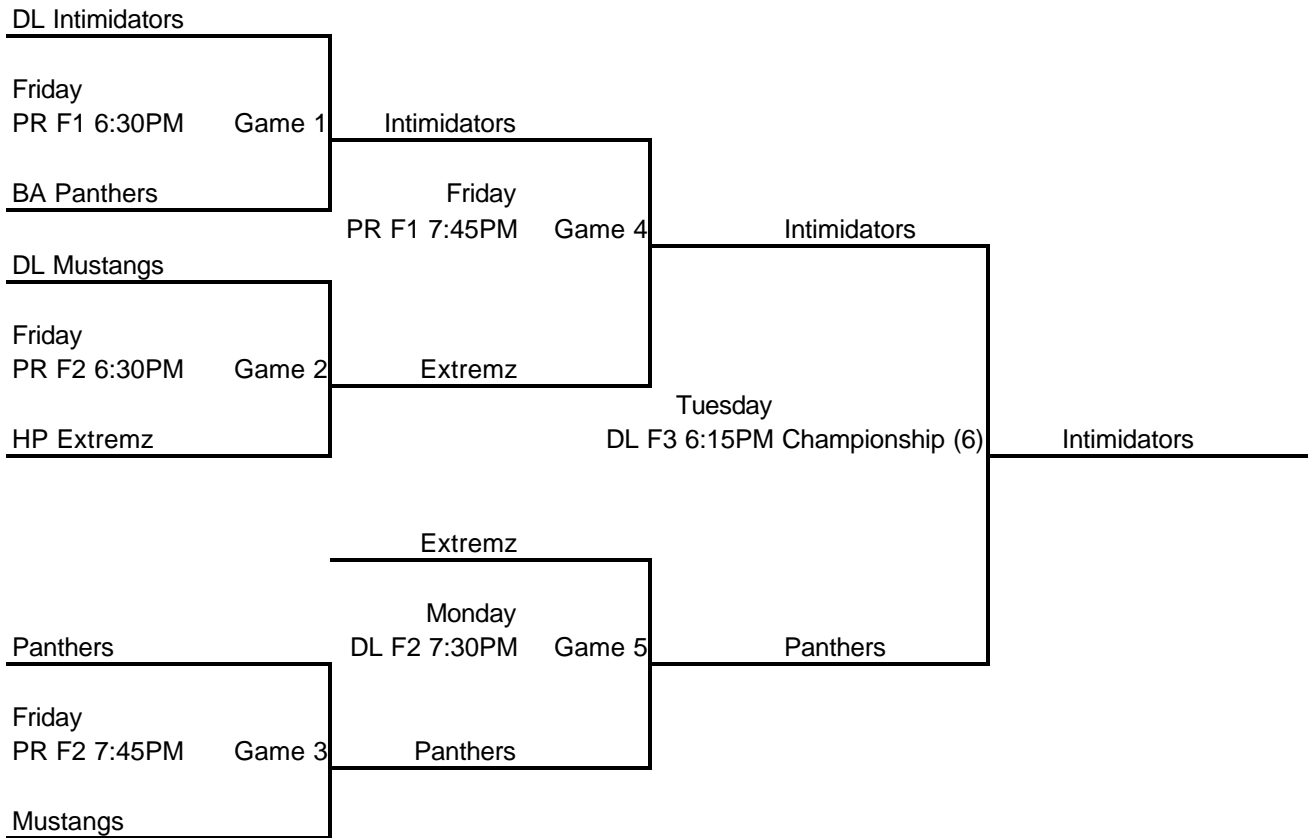 DL Intimidators
Friday
PR F1 6:30PM Game 1 Intimidators
BA Panthers Friday
PR F1 7:45PM Game 4 Intimidators
DL Mustangs
Friday
PR F2 6:30PM Game 2 Extremz
Tuesday
HP Extremz DL F3 6:15PM Championship (6) Intimidators
Extremz
Monday
Panthers DL F2 7:30PM Game 5 Panthers
Friday
PR F2 7:45PM Game 3 Panthers
Mustangs